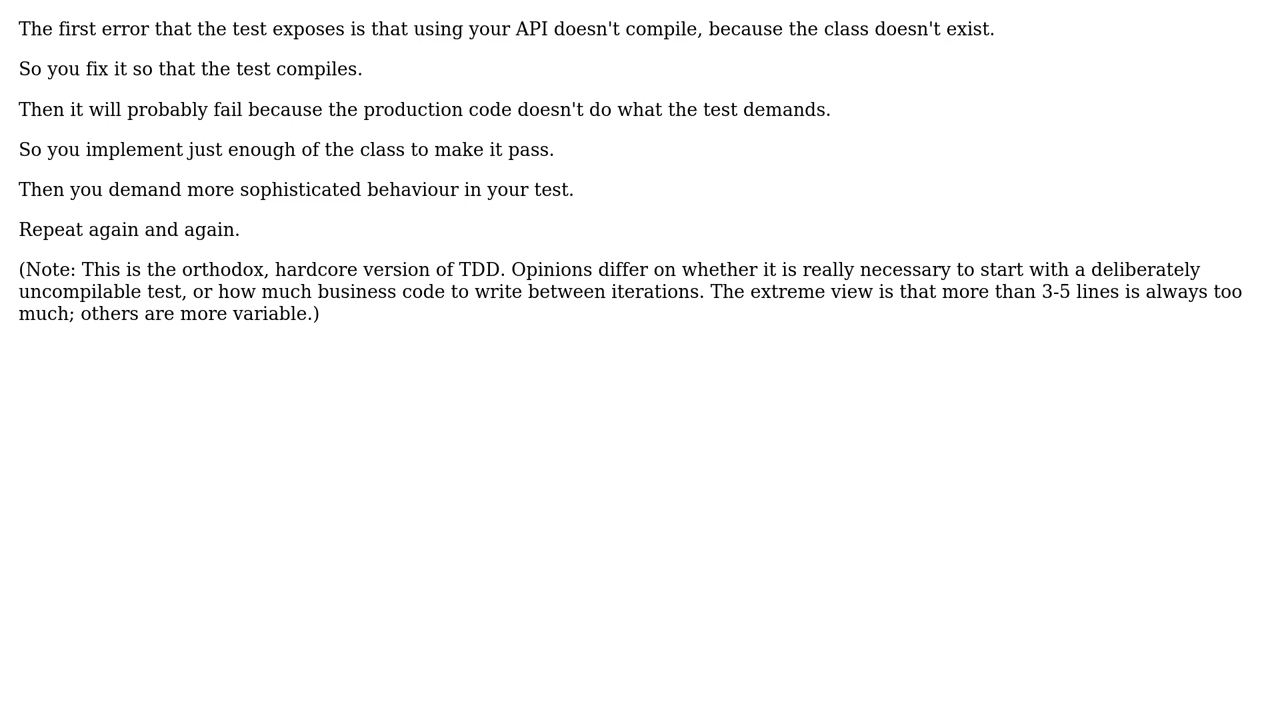 The first error that the test exposes is that using your API doesn't compile, because the class doesn't exist.
So you fix it so that the test compiles.
Then it will probably fail because the production code doesn't do what the test demands.
So you implement just enough of the class to make it pass.
Then you demand more sophisticated behaviour in your test.
Repeat again and again.
(Note: This is the orthodox, hardcore version of TDD. Opinions differ on whether it is really necessary to start with a deliberately
uncompilable test, or how much business code to write between iterations. The extreme view is that more than 3-5 lines is always too
much; others are more variable.)